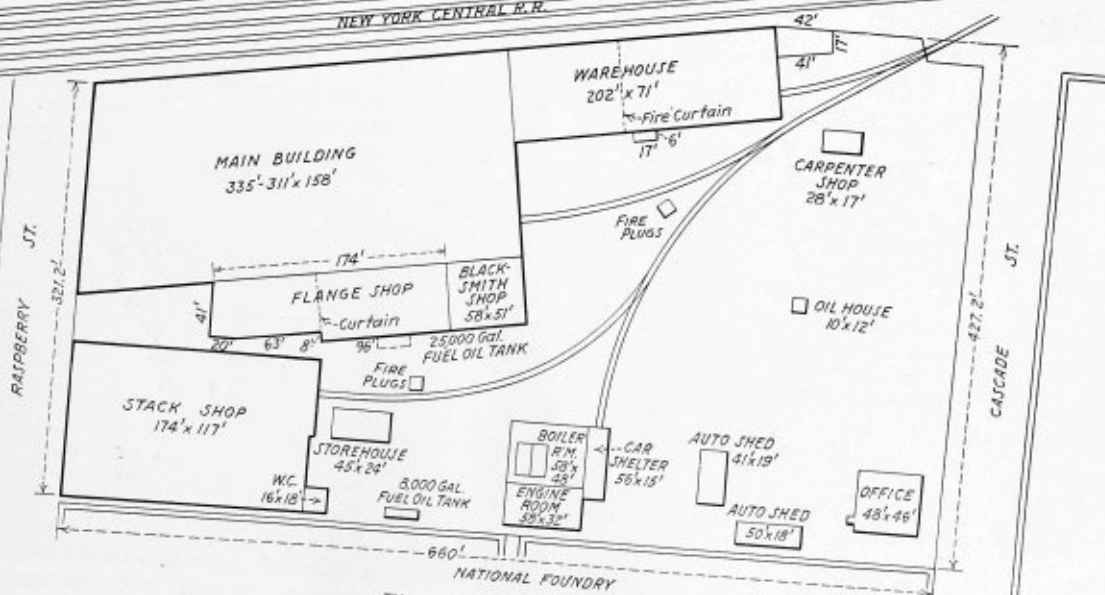 NEW YORK CENTRAL R.R.
42'
17'
41'
WAREHOUSE
202' x 71'
Fire Curtain
17'
6'
MAIN BUILDING
335'-311' x 158'
CARPENTER
SHOP
28' x 17'
FIRE
PLUGS
RASPBERRY ST.
321.2'
174'
41'
FLANGE SHOP
Curtain
BLACK-
SMITH
SHOP
58' x 51'
20'
63'
8'
96'
25,000 Gal.
FUEL OIL TANK
OIL HOUSE
10' x 12'
427.2'
CASCADE ST.
FIRE
PLUGS
STACK SHOP
174' x 117'
STOREHOUSE
45' x 24'
W.C.
16' x 18'
8,000 GAL.
FUEL OIL TANK
BOILER
R'M.
58' x
48'
ENGINE
ROOM
58' x 32'
CAR
SHELTER
56' x 15'
AUTO SHED
41' x 19'
AUTO SHED
50' x 18'
OFFICE
48' x 46'
660'
NATIONAL FOUNDRY